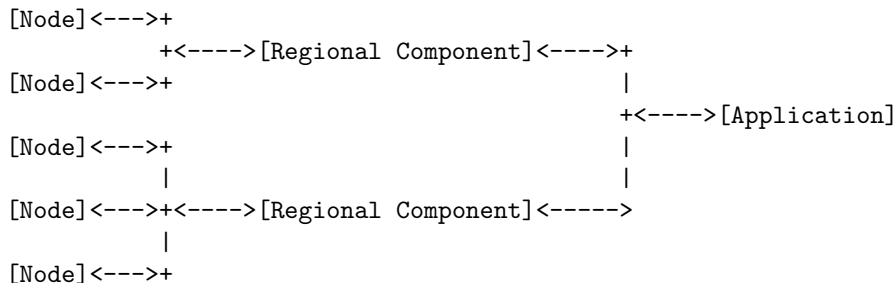 [Node]<--->+
           +<---->[Regional Component]<---->+
[Node]<--->+                                |
                                            +<---->[Application]
[Node]<--->+                                |
           |                                |
[Node]<--->+<---->[Regional Component]<----->
           |
[Node]<--->+